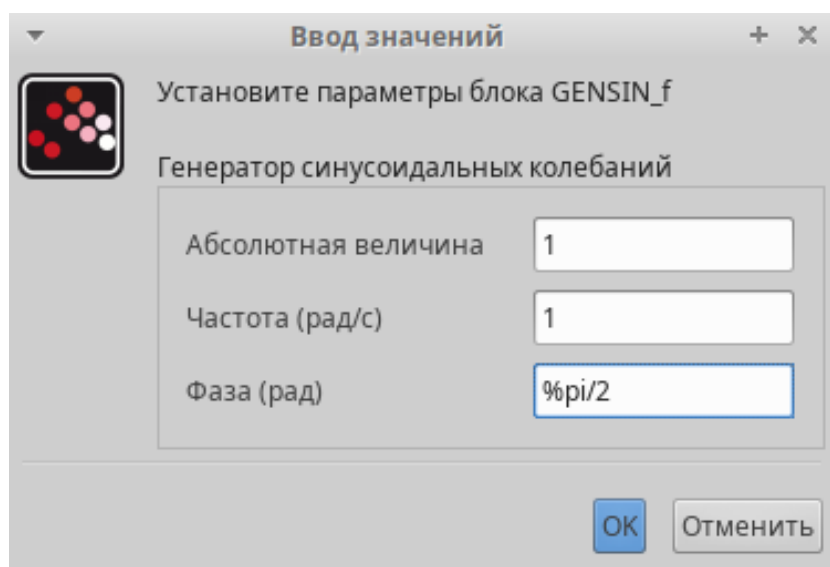 Ввод значений
Установите параметры блока GENSIN_f
Генератор синусоидальных колебаний
Абсолютная величина 1
Частота (рад/с) 1
Фаза (рад) %pi/2
OK Отменить